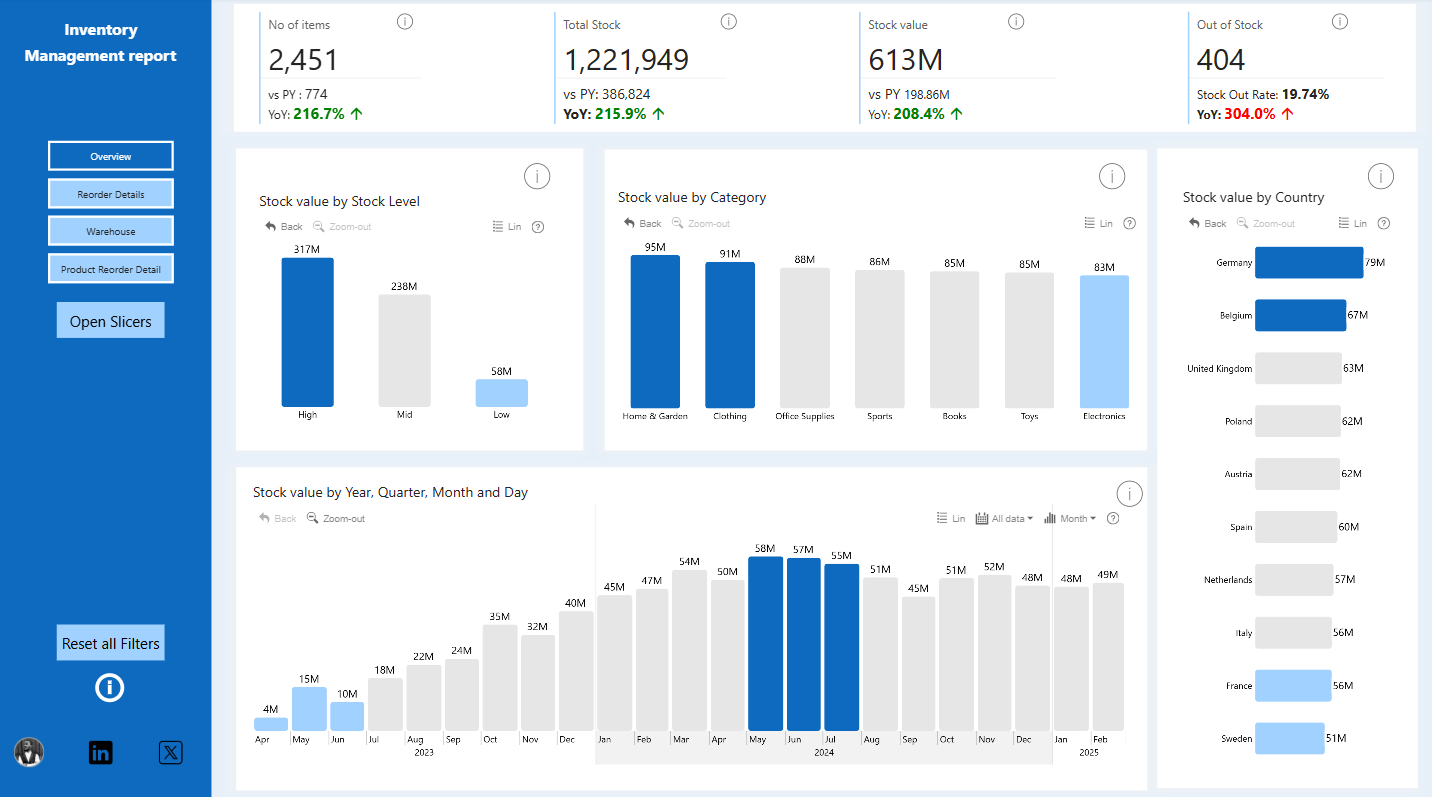 Inventory
Management report
Overview
Reorder Details
Warehouse
Product Reorder Detail
Open Slicers
Reset all Filters
No of items
2,451
vs PY : 774
YoY: 216.7% ↑
Total Stock
1,221,949
vs PY: 386,824
YoY: 215.9% ↑
Stock value
613M
vs PY 198.86M
YoY: 208.4% ↑
Out of Stock
404
Stock Out Rate: 19.74%
YoY: 304.0% ↑
Stock value by Stock Level
Back Zoom-out Lin ?
317M
238M
58M
High Mid Low
Stock value by Category
Back Zoom-out Lin ?
95M 91M 88M 86M 85M 85M 83M
Home & Garden Clothing Office Supplies Sports Books Toys Electronics
Stock value by Country
Back Zoom-out Lin ?
Germany 79M
Belgium 67M
United Kingdom 63M
Poland 62M
Austria 62M
Spain 60M
Netherlands 57M
Italy 56M
France 56M
Sweden 51M
Stock value by Year, Quarter, Month and Day
Back Zoom-out Lin All data Month ?
4M 15M 10M 18M 22M 24M 35M 32M 40M 45M 47M 54M 50M 58M 57M 55M 51M 45M 51M 52M 48M 48M 49M
Apr May Jun Jul Aug Sep Oct Nov Dec Jan Feb Mar Apr May Jun Jul Aug Sep Oct Nov Dec Jan Feb
2023 2024 2025
in X